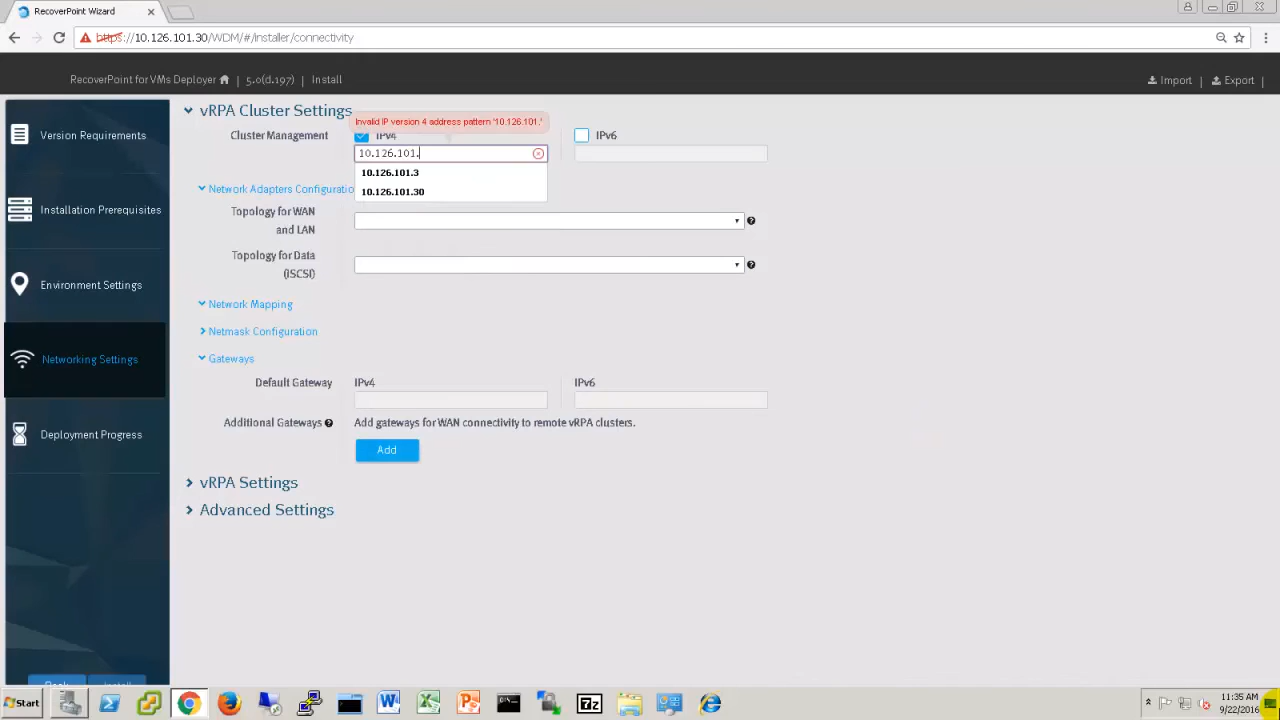 RecoverPoint Wizard
https://10.126.101.30/WDM/#/installer/connectivity
RecoverPoint for VMs Deployer | 5.0(d.197) | Install
Import | Export |
Version Requirements
Installation Prerequisites
Environment Settings
Networking Settings
Deployment Progress
Back Install
vRPA Cluster Settings
Invalid IP version 4 address pattern '10.126.101.'
Cluster Management
IPv4
IPv6
10.126.101.
10.126.101.3
10.126.101.30
Network Adapters Configuratio
Topology for WAN
and LAN
Topology for Data
(iSCSI)
Network Mapping
Netmask Configuration
Gateways
Default Gateway
IPv4
IPv6
Additional Gateways
Add gateways for WAN connectivity to remote vRPA clusters.
Add
vRPA Settings
Advanced Settings
Start
11:35 AM
9/22/2016